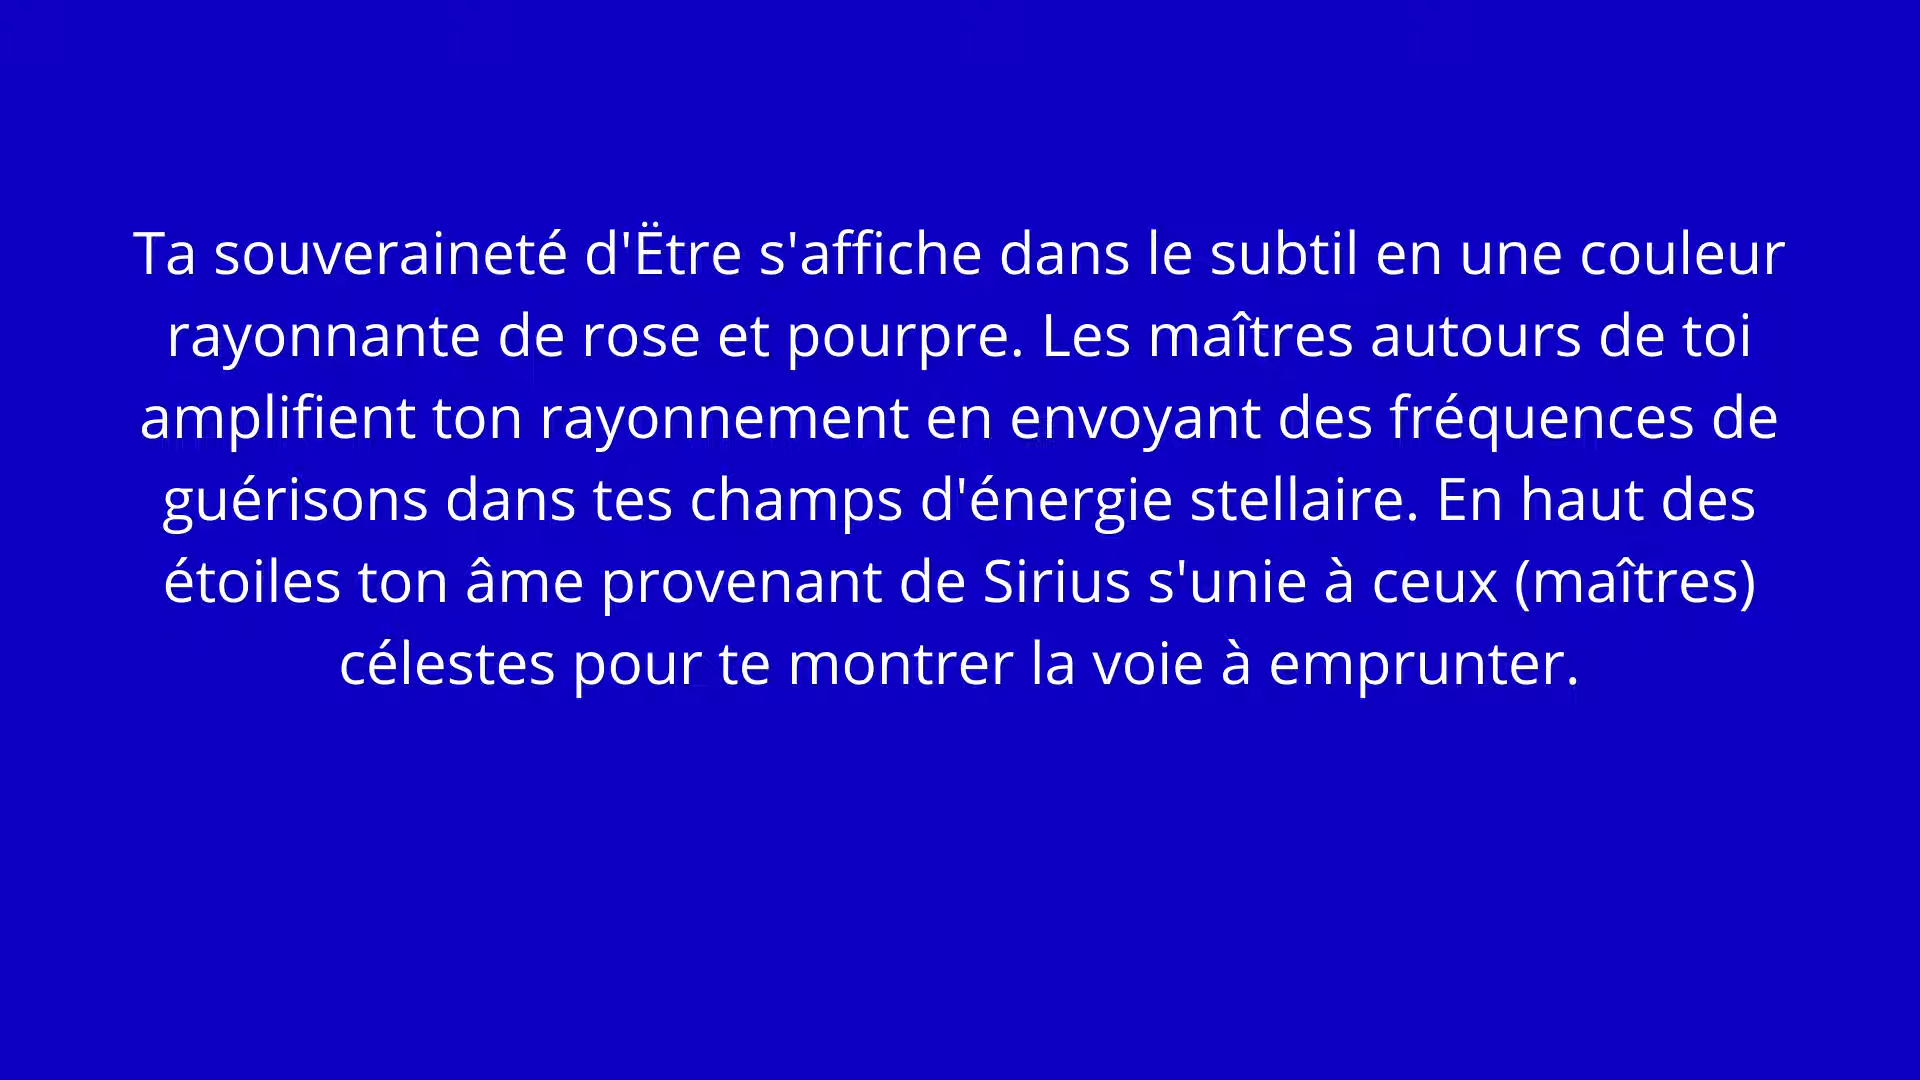 Ta souveraineté d'Ëtre s'affiche dans le subtil en une couleur
rayonnante de rose et pourpre. Les maîtres autours de toi
amplifient ton rayonnement en envoyant des fréquences de
guérisons dans tes champs d'énergie stellaire. En haut des
étoiles ton âme provenant de Sirius s'unie à ceux (maîtres)
célestes pour te montrer la voie à emprunter.